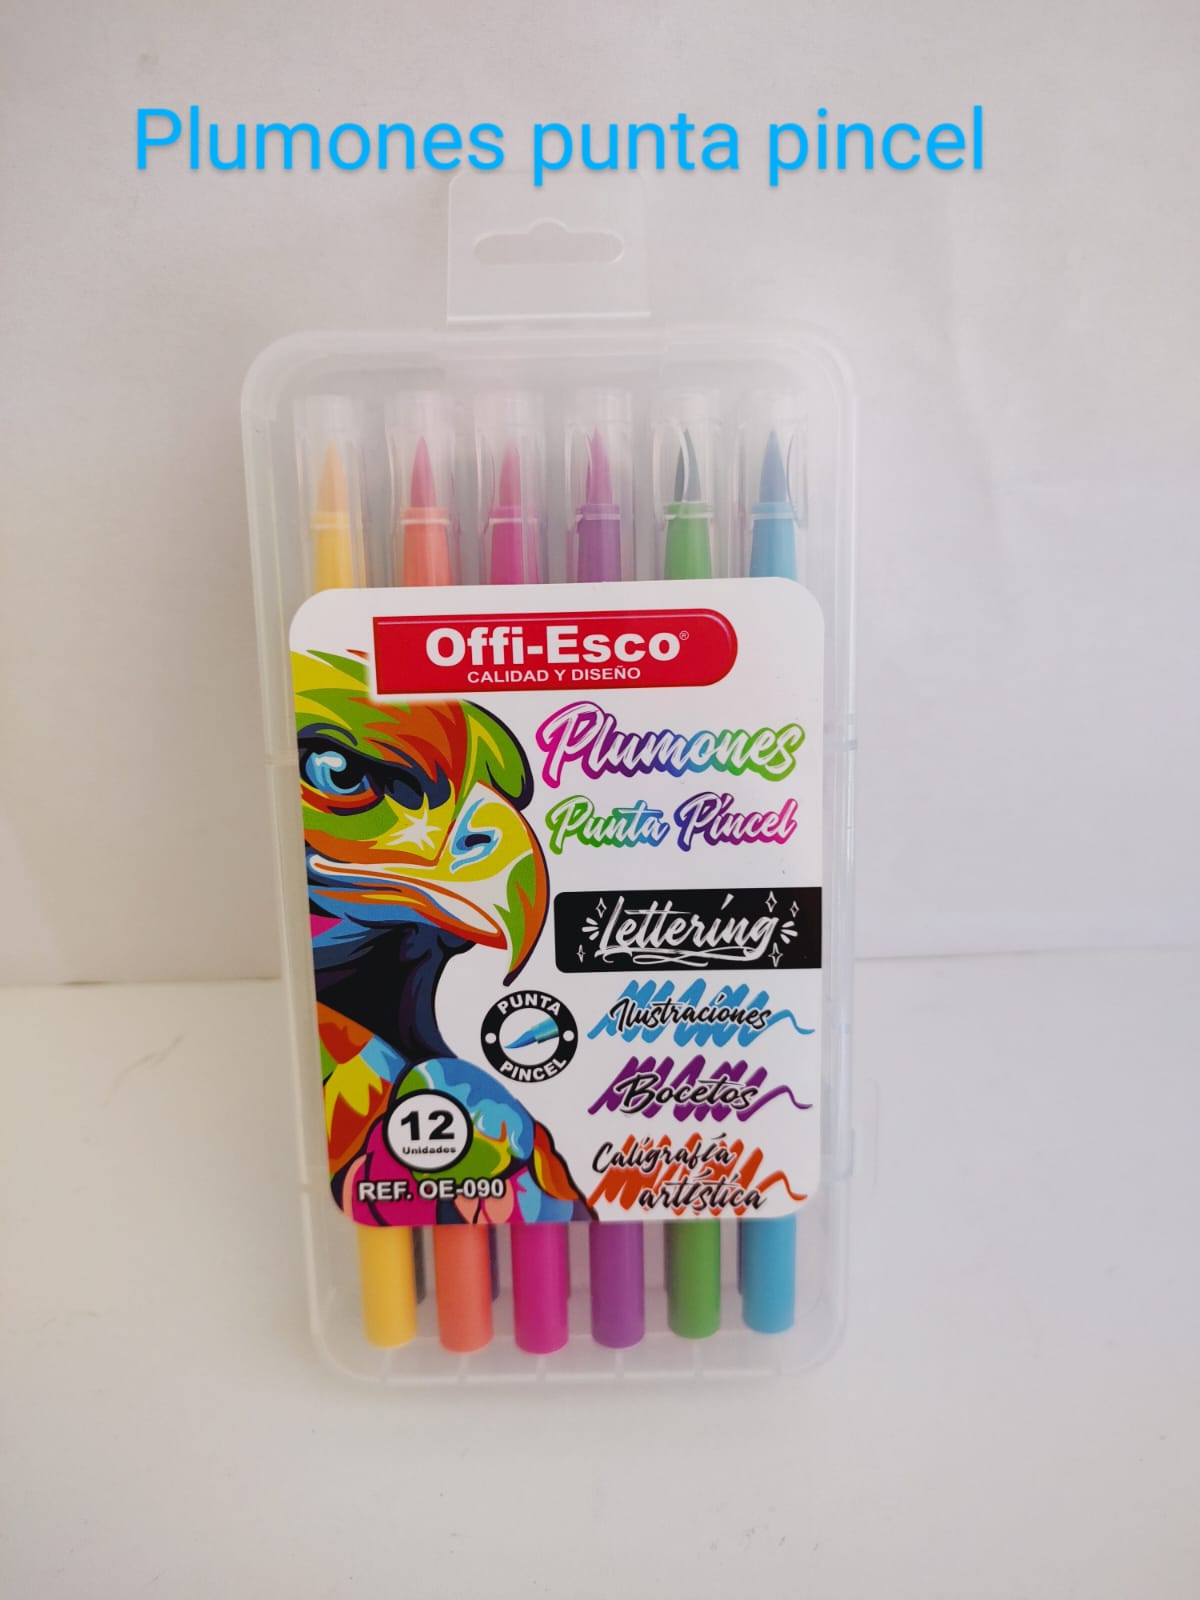 Plumones punta pincel
Offi-Esco®
CALIDAD Y DISEÑO
Plumones
Punta Pincel
Lettering
Ilustraciones
PUNTA
PINCEL
Bocetos
12
Unidades
Caligrafía
artística
REF. OE-090